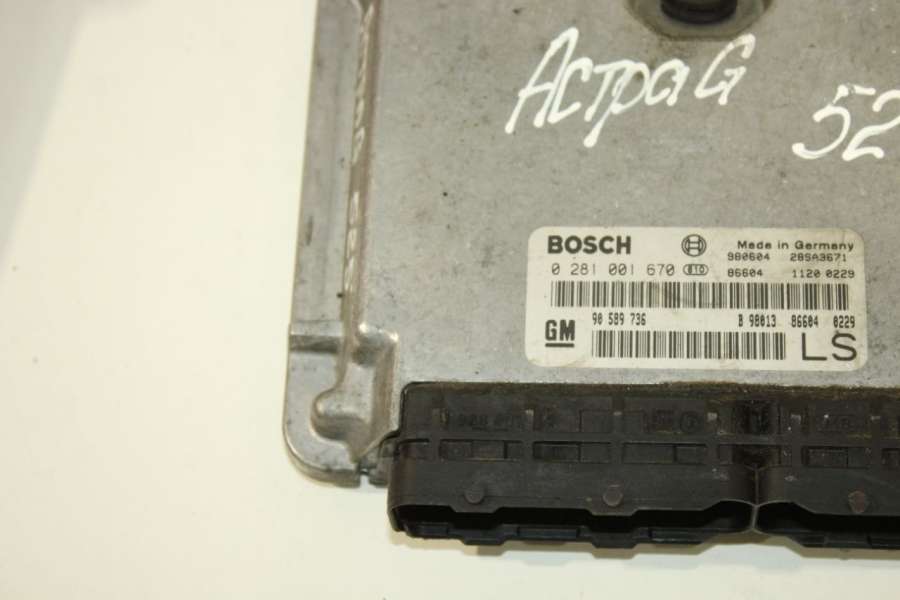 Астра G
52
BOSCH Made in Germany
980604 28SA3671
0 281 001 670 B10 86604 1120 0229
GM 90 589 736 B 98013 86604 0229
LS